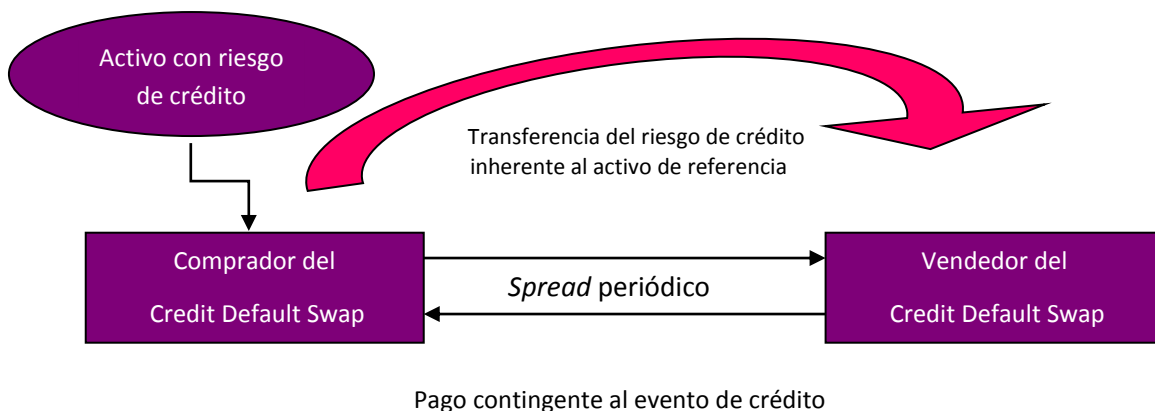 Activo con riesgo
de crédito
Transferencia del riesgo de crédito
inherente al activo de referencia
Comprador del
Credit Default Swap
Spread periódico
Vendedor del
Credit Default Swap
Pago contingente al evento de crédito